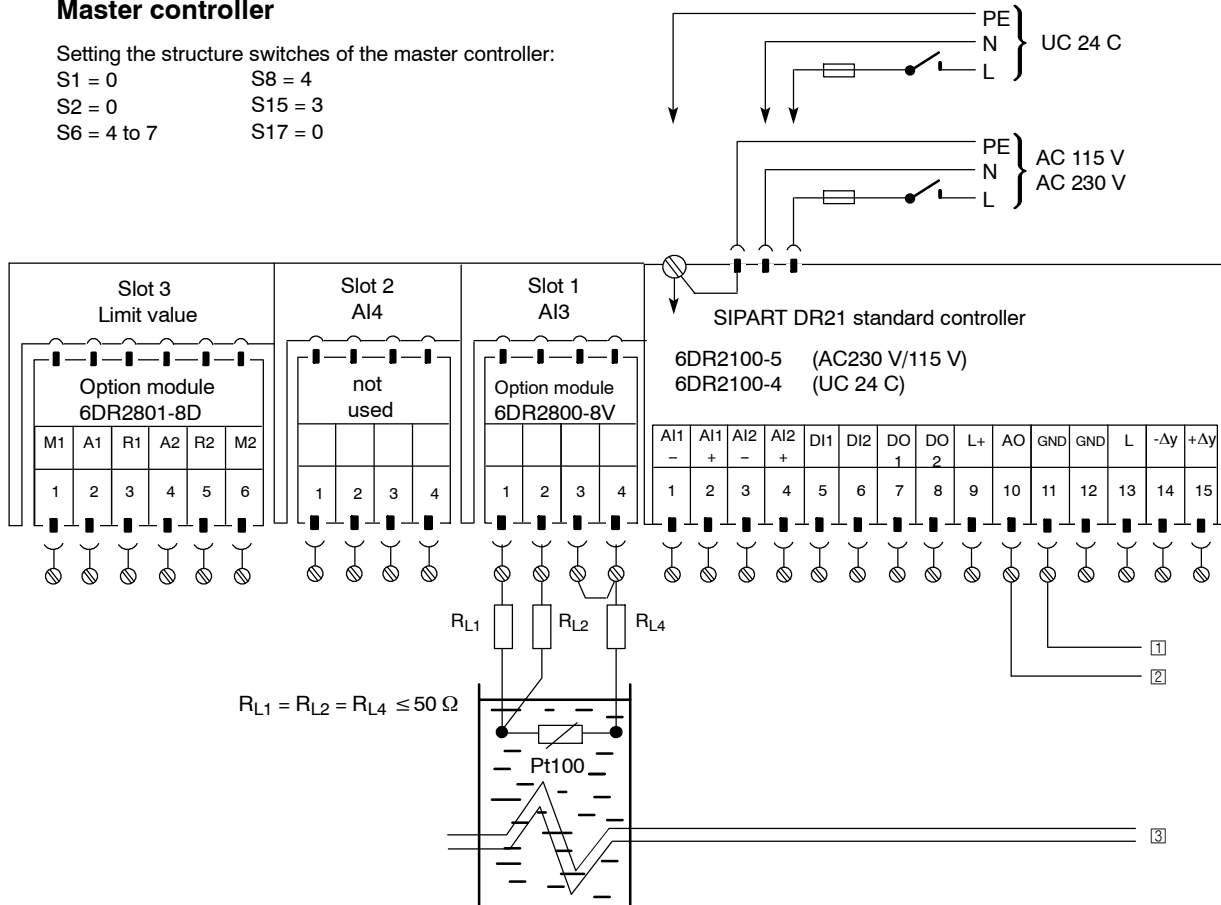 Master controller
Setting the structure switches of the master controller:
S1 = 0 S8 = 4
S2 = 0 S15 = 3
S6 = 4 to 7 S17 = 0
PE
N UC 24 C
L
PE
N AC 115 V
L AC 230 V
Slot 3
Limit value
Slot 2
AI4
Slot 1
AI3
SIPART DR21 standard controller
6DR2100-5 (AC230 V/115 V)
6DR2100-4 (UC 24 C)
Option module
6DR2801-8D
not
used
Option module
6DR2800-8V
M1 A1 R1 A2 R2 M2
1 2 3 4 5 6
1 2 3 4
1 2 3 4
AI1 – AI1 + AI2 – AI2 + DI1 DI2 DO 1 DO 2 L+ AO GND GND L -Δy +Δy
1 2 3 4 5 6 7 8 9 10 11 12 13 14 15
RL1 RL2 RL4
1
2
RL1 = RL2 = RL4 ≤ 50 Ω
Pt100
3